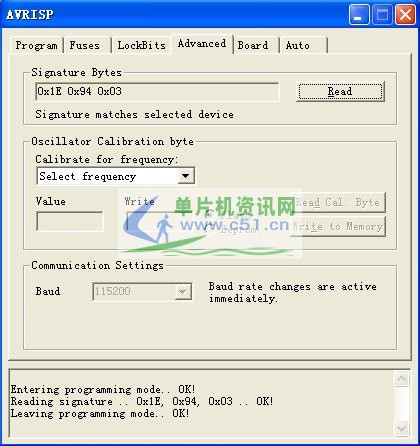 AVRISP
Program Fuses LockBits Advanced Board Auto
Signature Bytes
0x1E 0x94 0x03
Read
Signature matches selected device
Oscillator Calibration byte
Calibrate for frequency:
Select frequency
Value Write
Read Cal. Byte
Eeprom
Write to Memory
单片机资讯网
www.c51.cn
Communication Settings
Baud 115200
Baud rate changes are active
immediately.
Entering programming mode.. OK!
Reading signature .. 0x1E, 0x94, 0x03 .. OK!
Leaving programming mode.. OK!